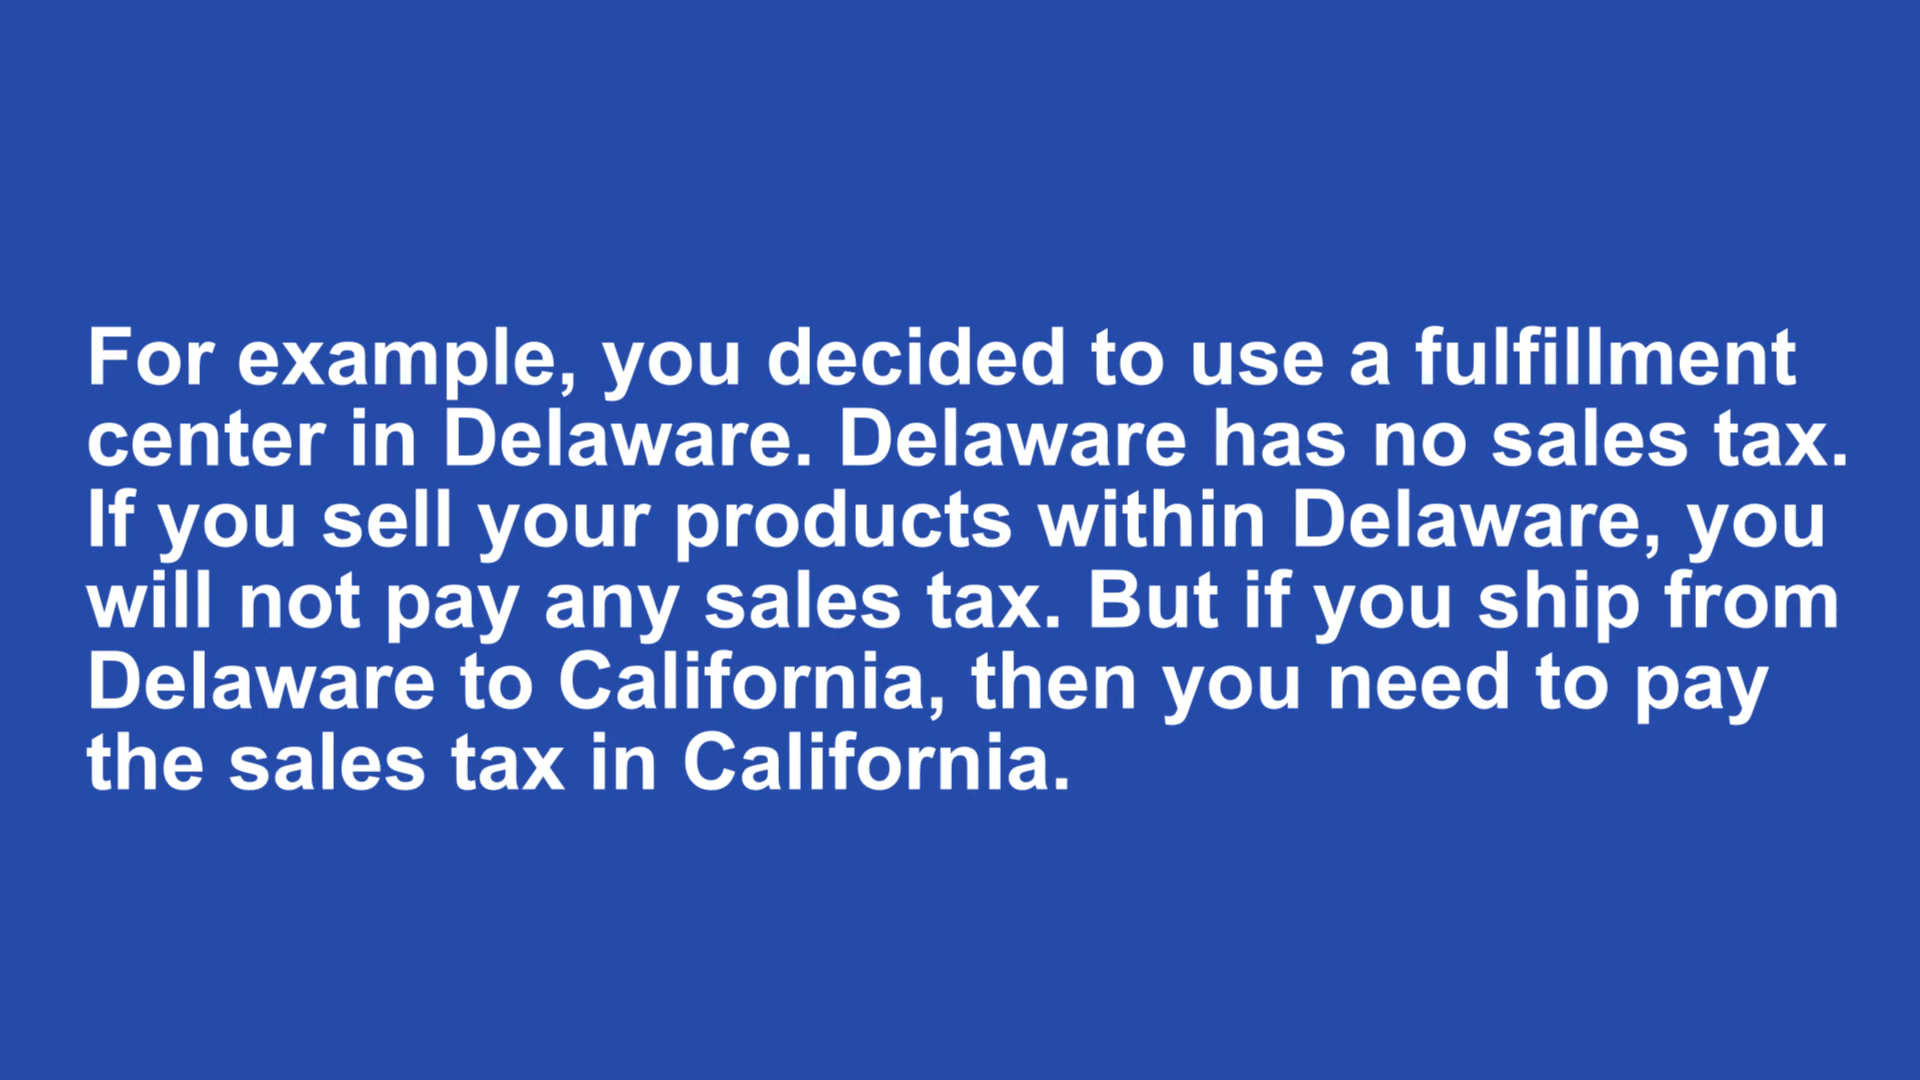 For example, you decided to use a fulfillment
center in Delaware. Delaware has no sales tax.
If you sell your products within Delaware, you
will not pay any sales tax. But if you ship from
Delaware to California, then you need to pay
the sales tax in California.